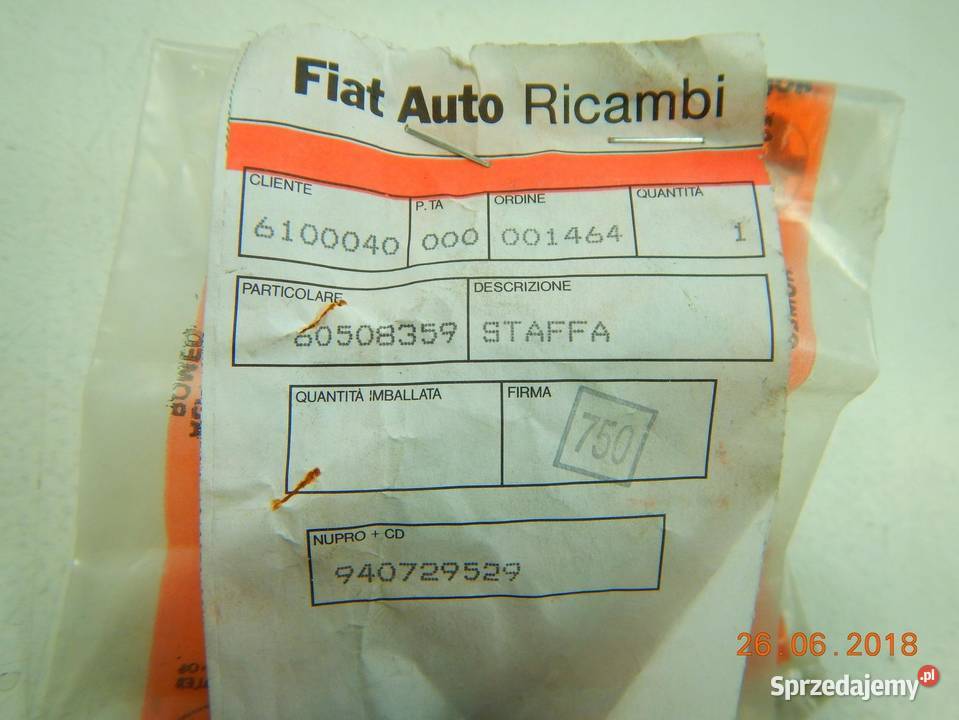 Fiat Auto Ricambi
CLIENTE P.TA ORDINE QUANTITÀ
6100040 000 001464 1
PARTICOLARE DESCRIZIONE
60508359 STAFFA
QUANTITÀ IMBALLATA FIRMA
750
NUPRO + CD
940729529
26.06.2018
Sprzedajemy.pl